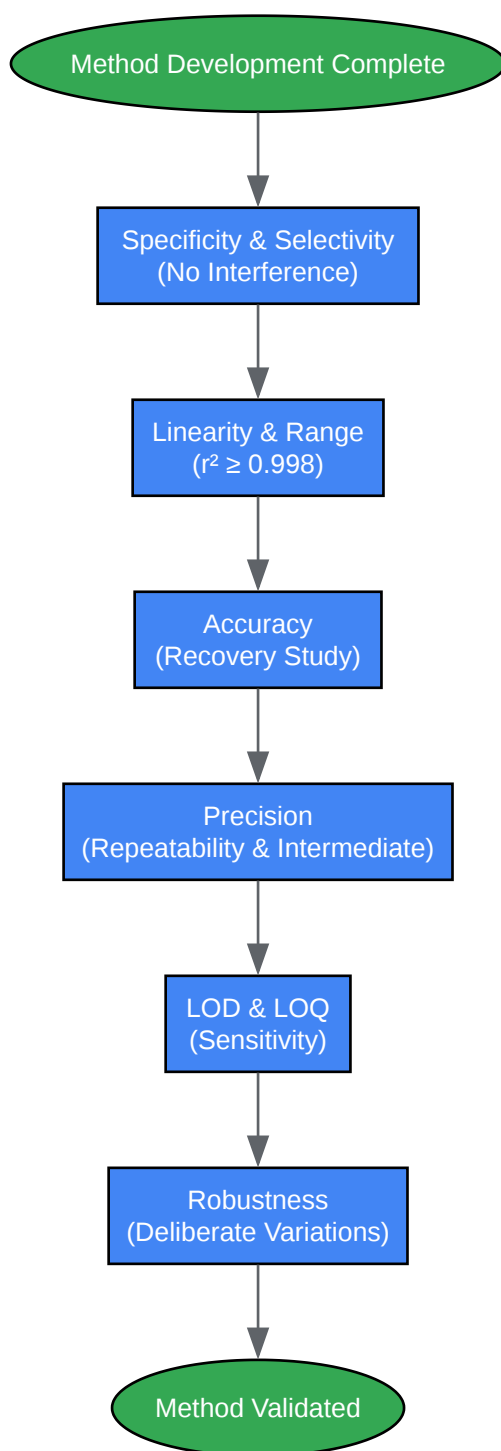 Method Development Complete
Specificity & Selectivity
(No Interference)
Linearity & Range
(r² ≥ 0.998)
Accuracy
(Recovery Study)
Precision
(Repeatability & Intermediate)
LOD & LOQ
(Sensitivity)
Robustness
(Deliberate Variations)
Method Validated